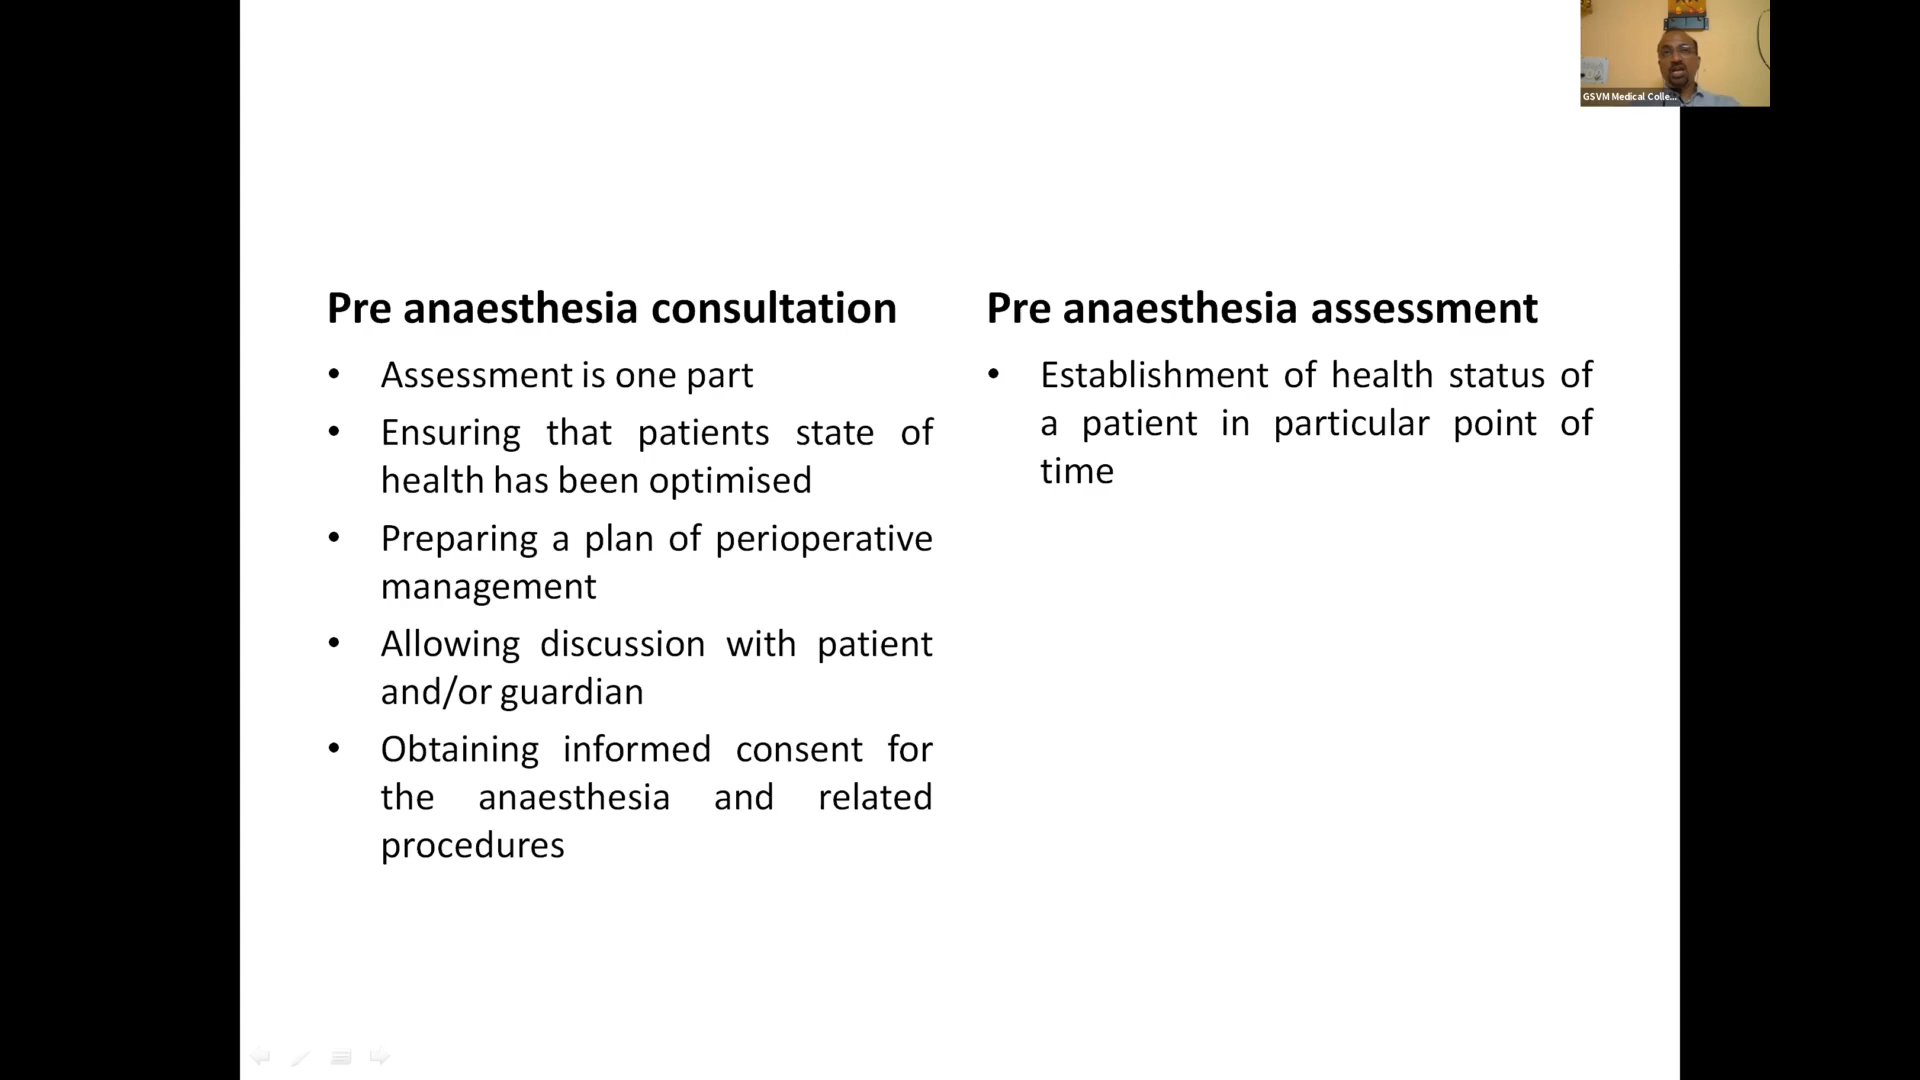 GSVM Medical Colle...
Pre anaesthesia consultation
• Assessment is one part
• Ensuring that patients state of
health has been optimised
• Preparing a plan of perioperative
management
• Allowing discussion with patient
and/or guardian
• Obtaining informed consent for
the anaesthesia and related
procedures
Pre anaesthesia assessment
• Establishment of health status of
a patient in particular point of
time